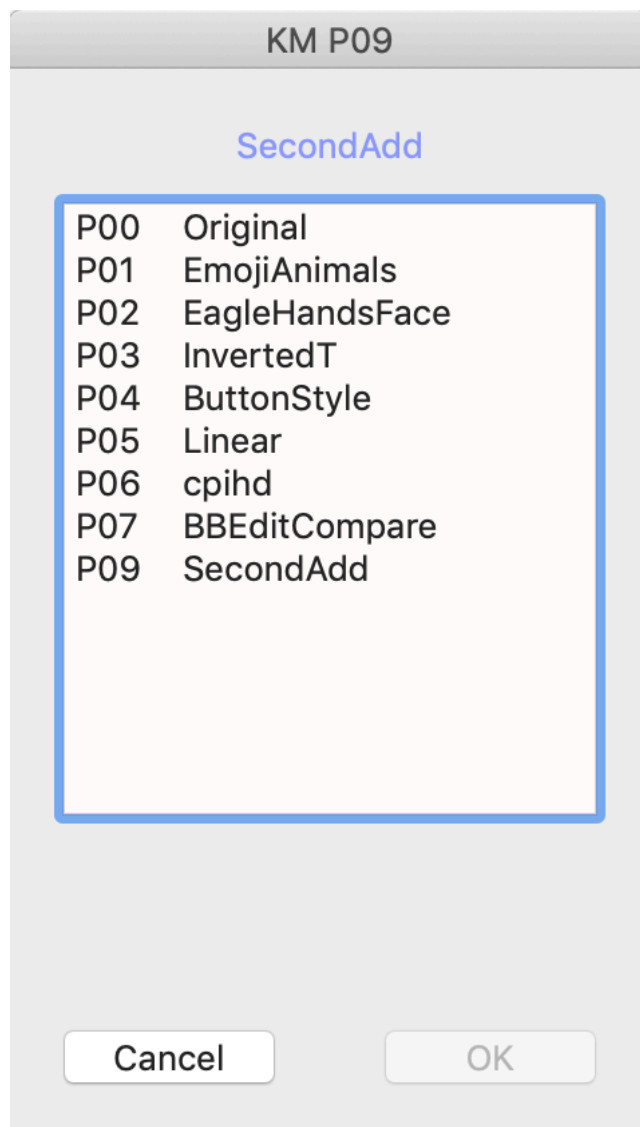 KM P09
SecondAdd
P00 Original
P01 EmojiAnimals
P02 EagleHandsFace
P03 InvertedT
P04 ButtonStyle
P05 Linear
P06 cpihd
P07 BBEditCompare
P09 SecondAdd
Cancel OK